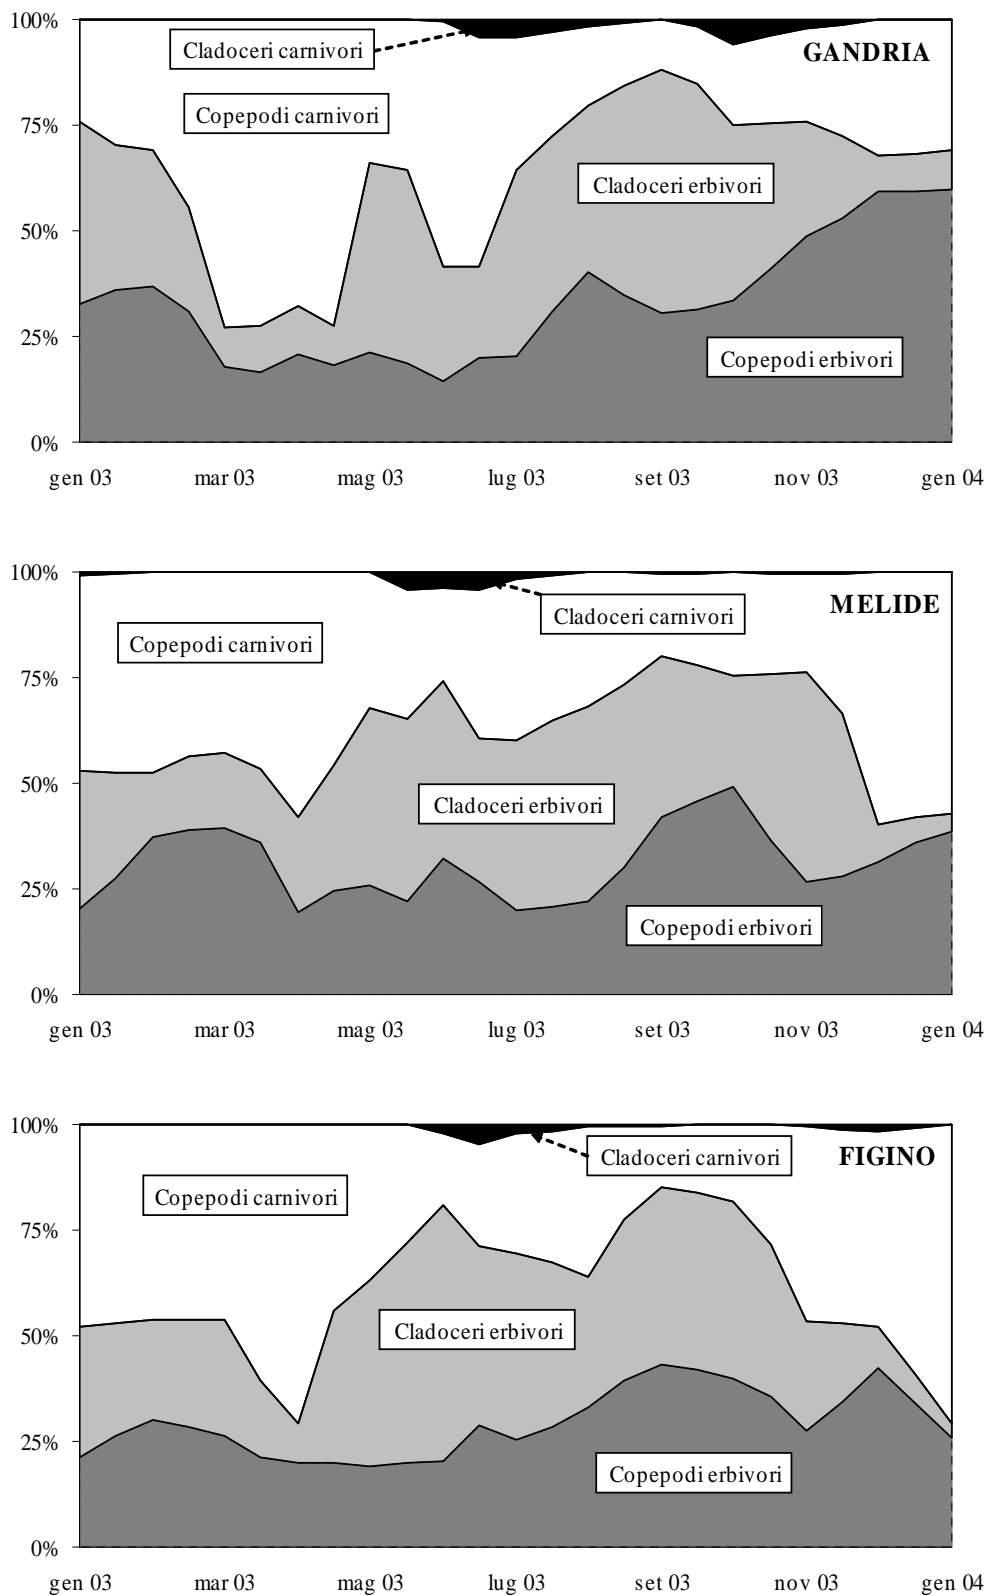 100%
Cladoceri carnivori
GANDRIA
Copepodi carnivori
75%
Cladoceri erbivori
50%
25%
Copepodi erbivori
0%
gen 03 mar 03 mag 03 lug 03 set 03 nov 03 gen 04
100%
MELIDE
Cladoceri carnivori
Copepodi carnivori
75%
50%
Cladoceri erbivori
25%
Copepodi erbivori
0%
gen 03 mar 03 mag 03 lug 03 set 03 nov 03 gen 04
100%
Cladoceri carnivori
FIGINO
Copepodi carnivori
75%
50%
Cladoceri erbivori
25%
Copepodi erbivori
0%
gen 03 mar 03 mag 03 lug 03 set 03 nov 03 gen 04